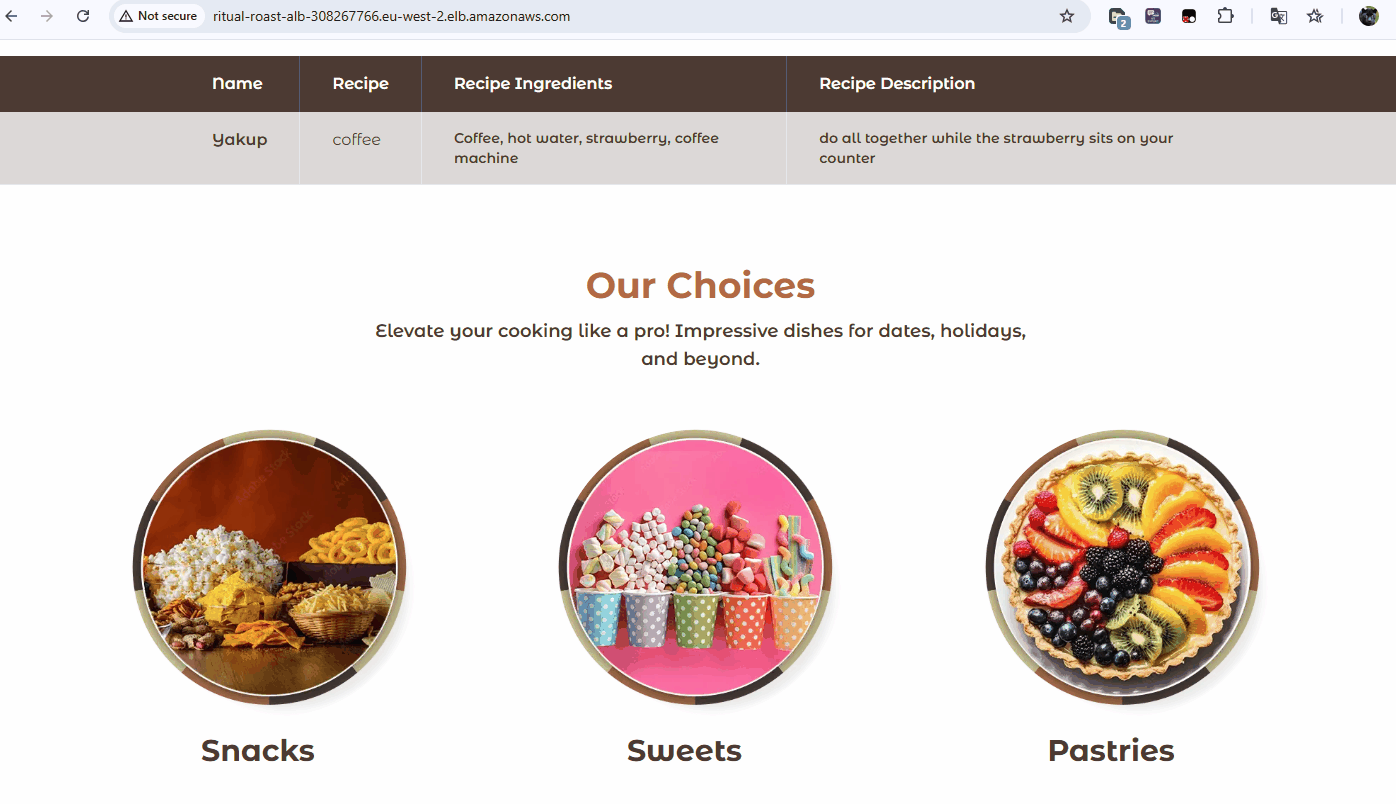 Not secure
ritual-roast-alb-308267766.eu-west-2.elb.amazonaws.com
2
Name Recipe Recipe Ingredients Recipe Description
Yakup coffee Coffee, hot water, strawberry, coffee do all together while the strawberry sits on your
machine counter
Our Choices
Elevate your cooking like a pro! Impressive dishes for dates, holidays,
and beyond.
Snacks Sweets Pastries